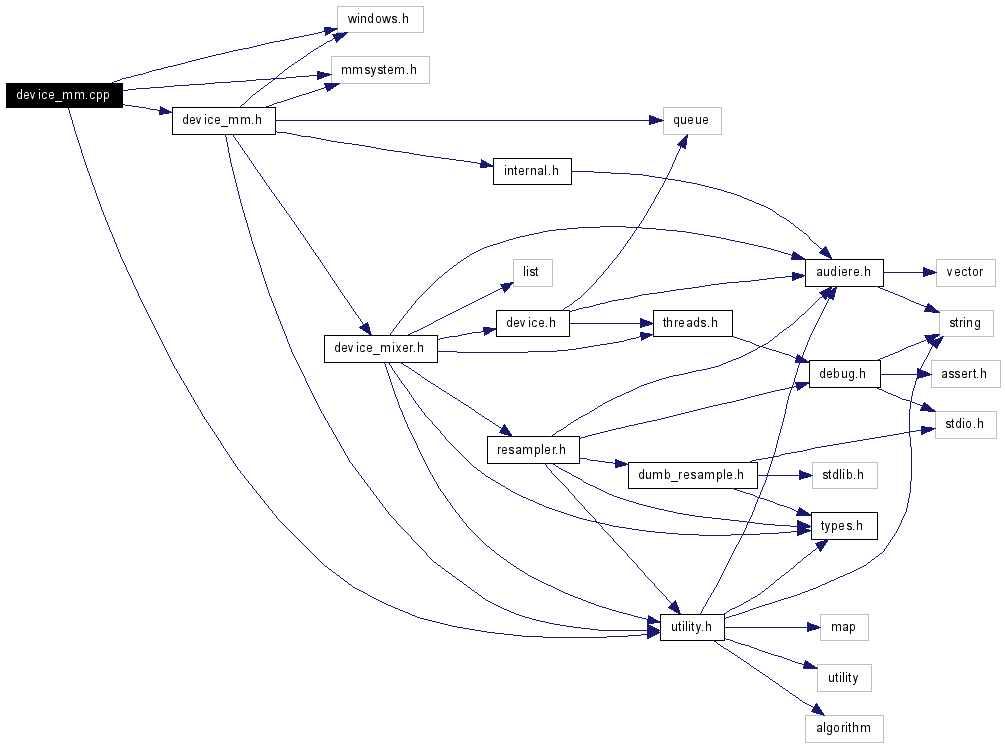 windows.h
mmsystem.h
device_mm.cpp
device_mm.h
queue
internal.h
audiere.h
vector
list
device.h
threads.h
string
device_mixer.h
debug.h
assert.h
stdio.h
resampler.h
dumb_resample.h
stdlib.h
types.h
utility.h
map
utility
algorithm